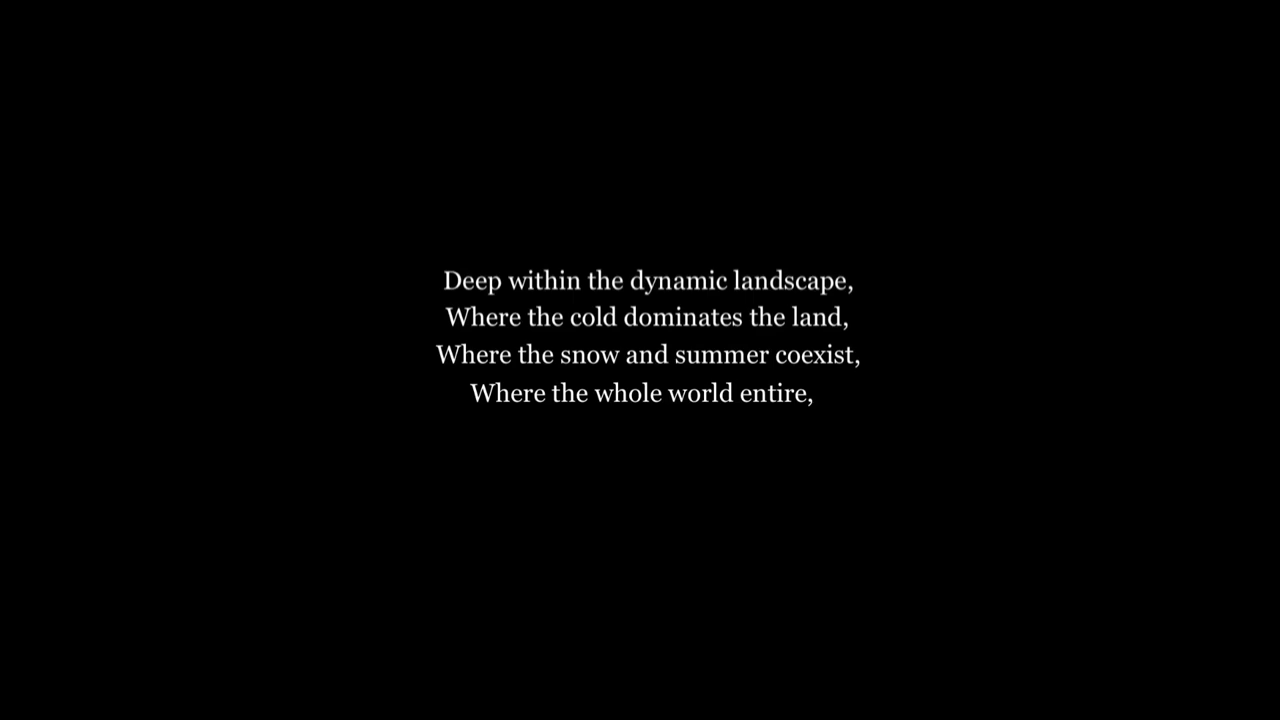 Deep within the dynamic landscape,
Where the cold dominates the land,
Where the snow and summer coexist,
Where the whole world entire,